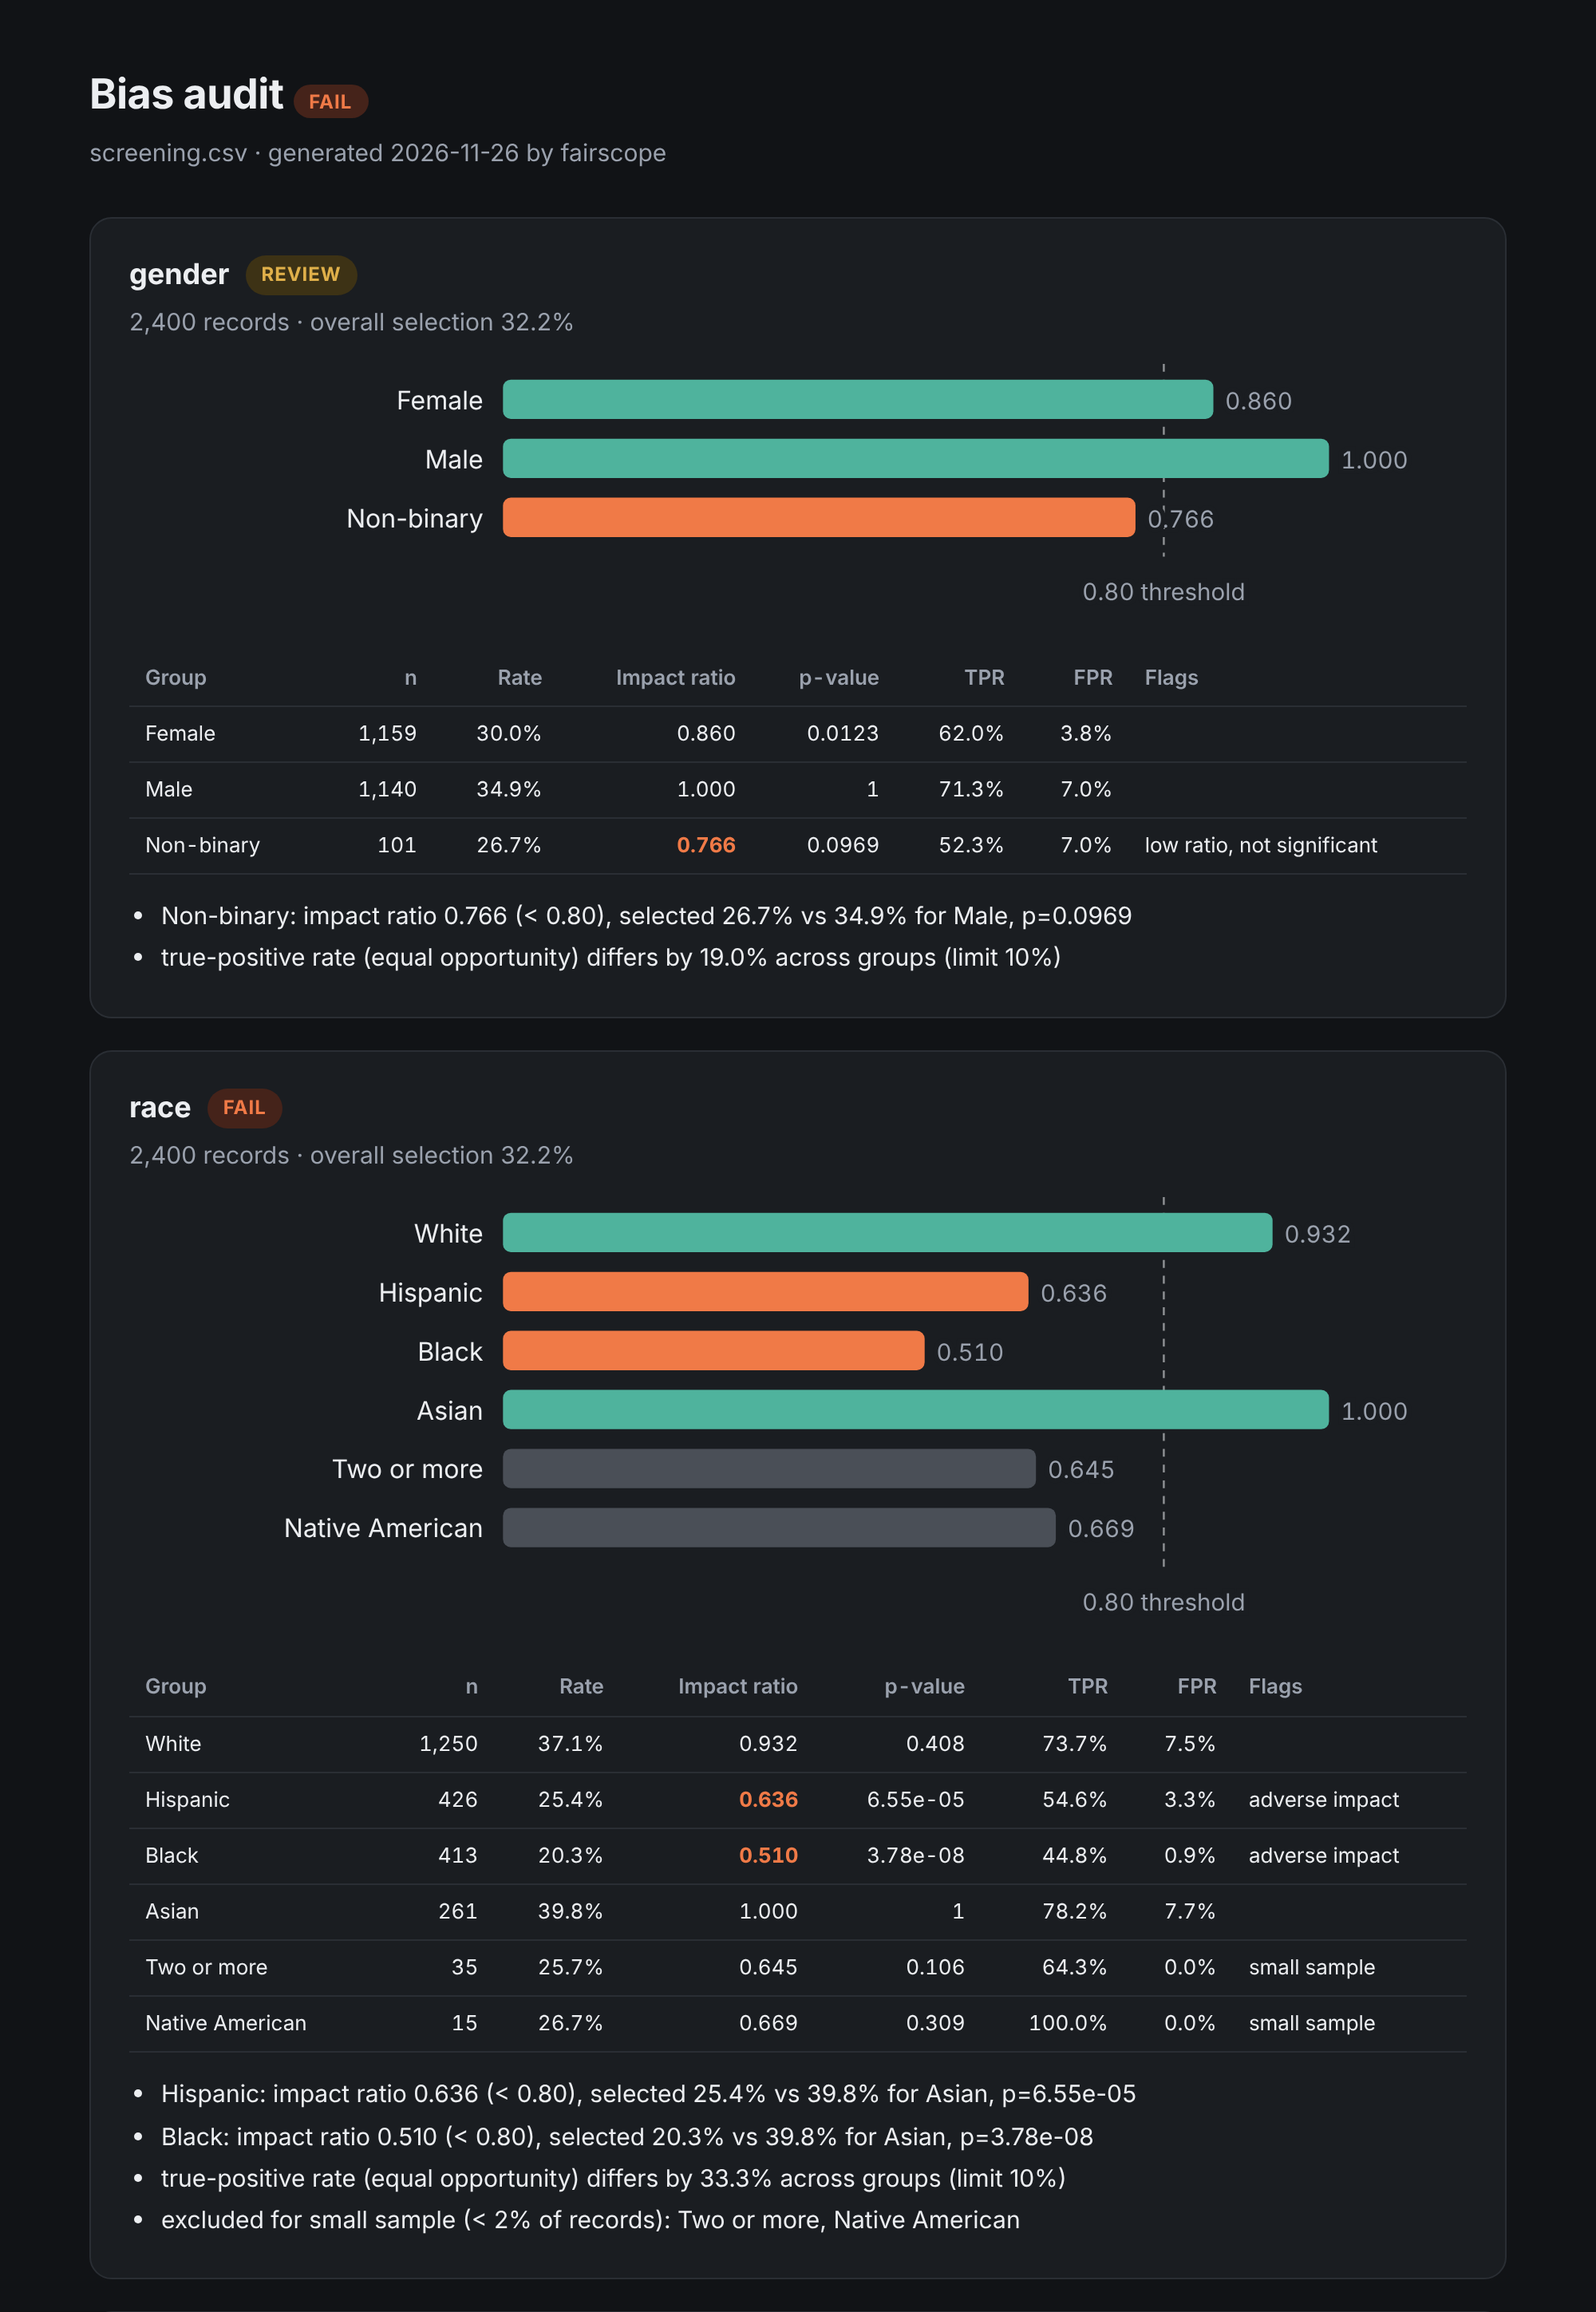 Bias audit FAIL
screening.csv · generated 2026-11-26 by fairscope
gender REVIEW
2,400 records · overall selection 32.2%
Female 0.860
Male 1.000
Non-binary 0.766
0.80 threshold
Group n Rate Impact ratio p-value TPR FPR Flags
Female 1,159 30.0% 0.860 0.0123 62.0% 3.8%
Male 1,140 34.9% 1.000 1 71.3% 7.0%
Non-binary 101 26.7% 0.766 0.0969 52.3% 7.0% low ratio, not significant
• Non-binary: impact ratio 0.766 (< 0.80), selected 26.7% vs 34.9% for Male, p=0.0969
• true-positive rate (equal opportunity) differs by 19.0% across groups (limit 10%)
race FAIL
2,400 records · overall selection 32.2%
White 0.932
Hispanic 0.636
Black 0.510
Asian 1.000
Two or more 0.645
Native American 0.669
0.80 threshold
Group n Rate Impact ratio p-value TPR FPR Flags
White 1,250 37.1% 0.932 0.408 73.7% 7.5%
Hispanic 426 25.4% 0.636 6.55e-05 54.6% 3.3% adverse impact
Black 413 20.3% 0.510 3.78e-08 44.8% 0.9% adverse impact
Asian 261 39.8% 1.000 1 78.2% 7.7%
Two or more 35 25.7% 0.645 0.106 64.3% 0.0% small sample
Native American 15 26.7% 0.669 0.309 100.0% 0.0% small sample
• Hispanic: impact ratio 0.636 (< 0.80), selected 25.4% vs 39.8% for Asian, p=6.55e-05
• Black: impact ratio 0.510 (< 0.80), selected 20.3% vs 39.8% for Asian, p=3.78e-08
• true-positive rate (equal opportunity) differs by 33.3% across groups (limit 10%)
• excluded for small sample (< 2% of records): Two or more, Native American